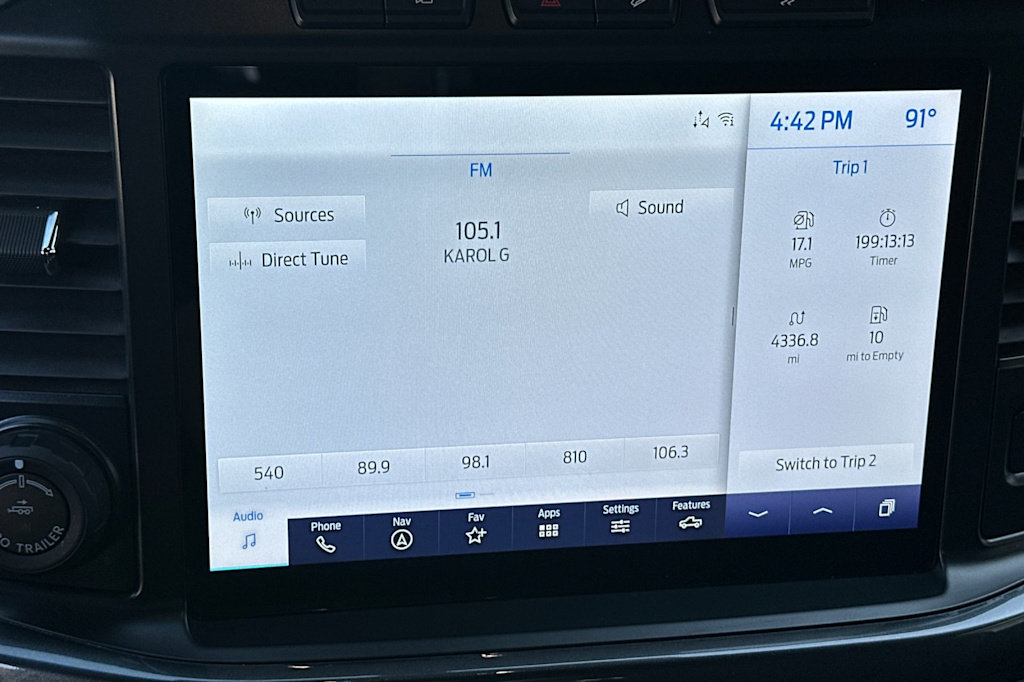 4:42 PM 91°
FM
Trip 1
Sources
Sound
Direct Tune
105.1
KAROL G
17.1
MPG
199:13:13
Timer
4336.8
mi
10
mi to Empty
540
89.9
98.1
810
106.3
Switch to Trip 2
Audio
Phone
Nav
Fav
Apps
Settings
Features
TRAILER